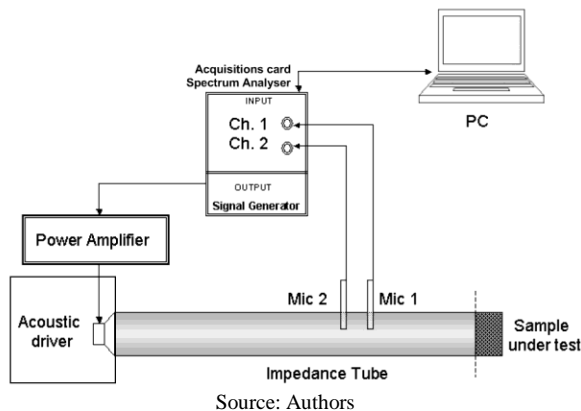 Acquisitions card
Spectrum Analyser
INPUT
Ch. 1
Ch. 2
PC
OUTPUT
Signal Generator
Power Amplifier
Mic 2
Mic 1
Acoustic
driver
Sample
under test
Impedance Tube
Source: Authors